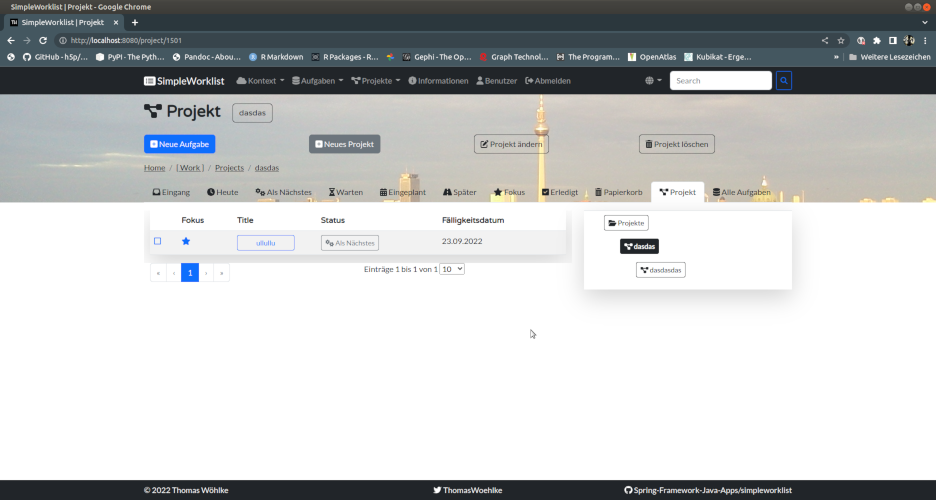 SimpleWorklist | Projekt - Google Chrome
SimpleWorklist | Projekt
http://localhost:8080/project/1501
GitHub - h5p/... PyPI · The Pyth... Pandoc - Abou... R Markdown R Packages - R... Gephi - The Op... Graph Technol... The Program... OpenAtlas Kubikat - Erge... » Weitere Lesezeichen
SimpleWorklist Kontext Aufgaben Projekte Informationen Benutzer Abmelden Search
Projekt dasdas
Neue Aufgabe Neues Projekt Projekt ändern Projekt löschen
Home / [ Work ] / Projects / dasdas
Eingang Heute Als Nächstes Warten Eingeplant Später Fokus Erledigt Papierkorb Projekt Alle Aufgaben
Fokus Title Status Fälligkeitsdatum
ullullu Als Nächstes 23.09.2022
« ‹ 1 › » Einträge 1 bis 1 von 1 10
Projekte
dasdas
dasdasdas
© 2022 Thomas Wöhlke ThomasWoehlke Spring-Framework-Java-Apps/simpleworklist